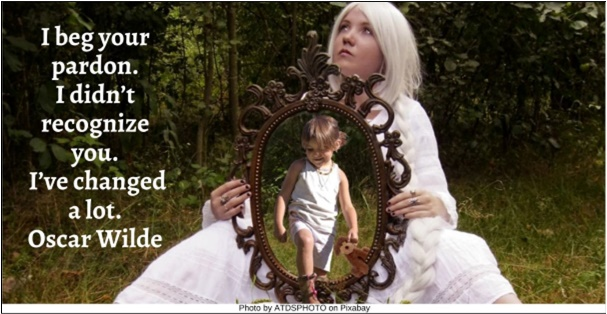 I beg your
pardon.
I didn't
recognize
you.
I've changed
a lot.
Oscar Wilde
Photo by ATDSPHOTO on Pixabay